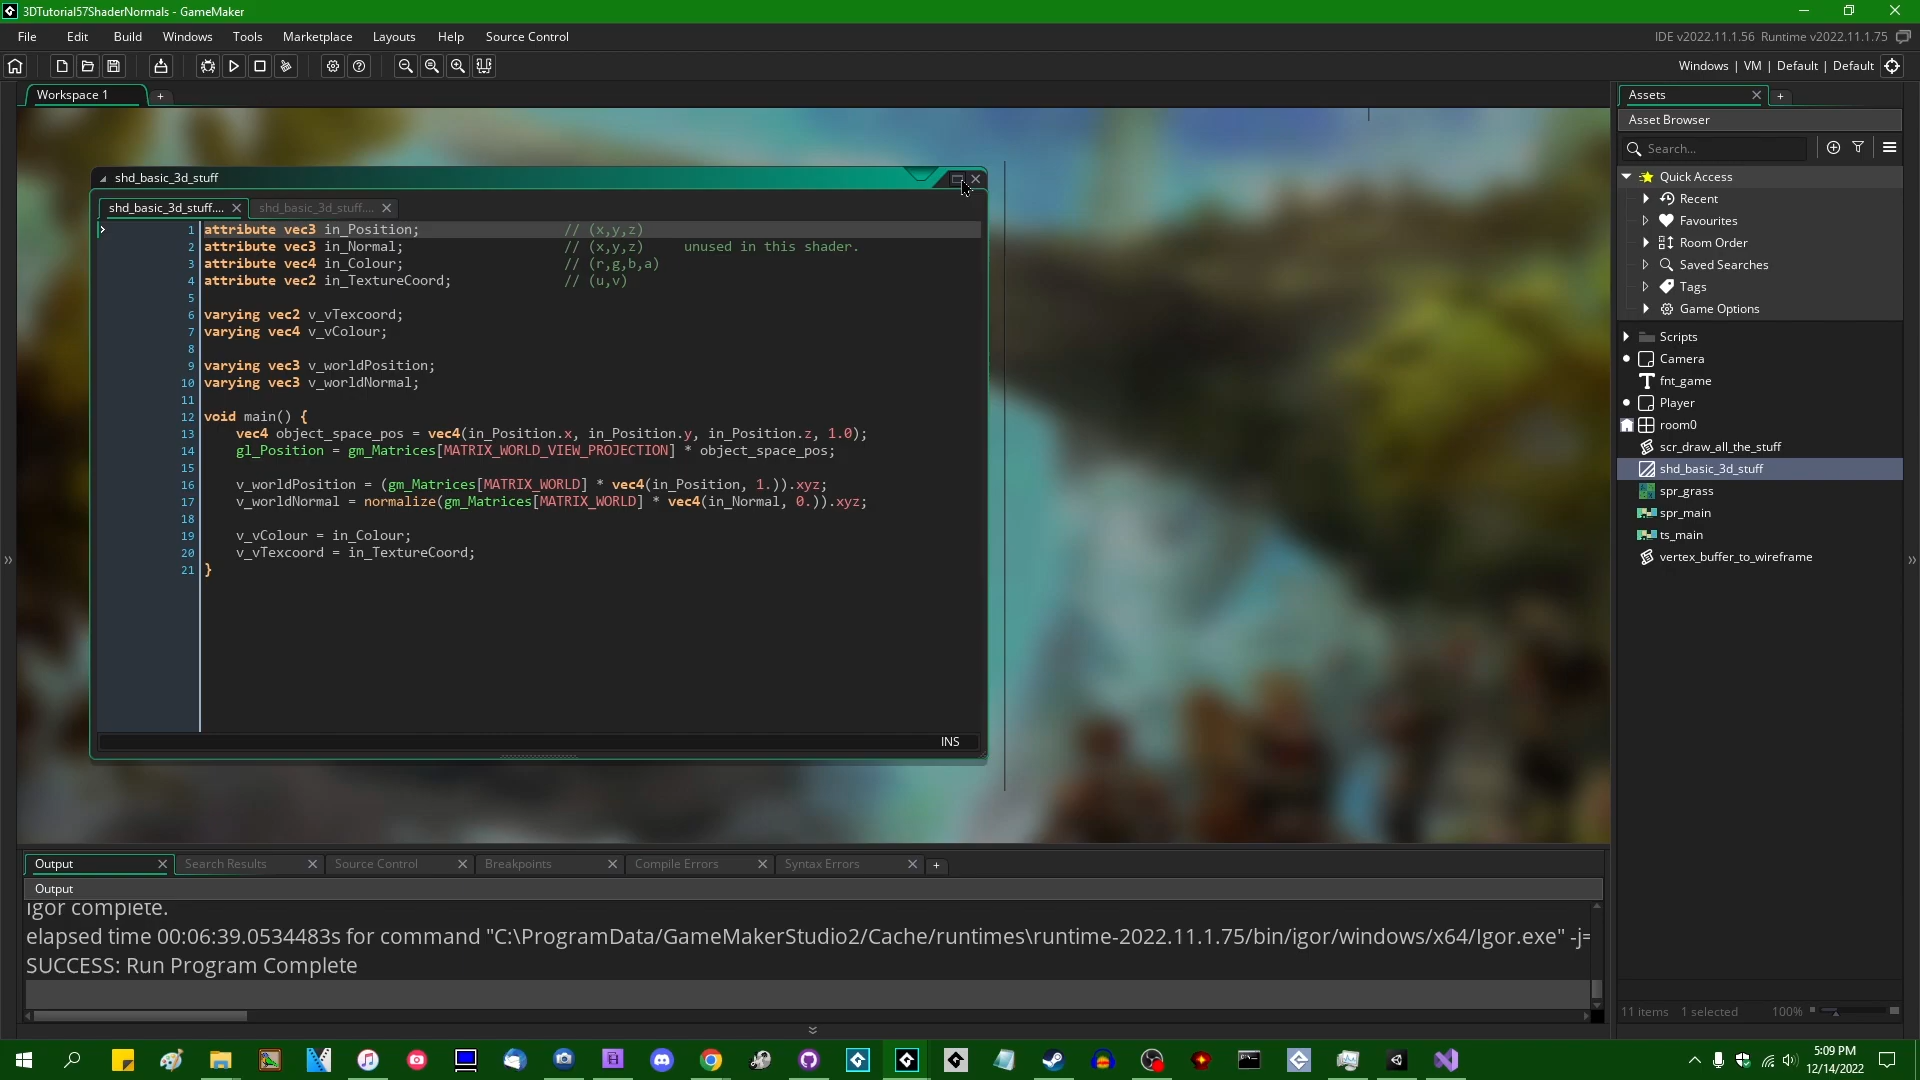 3DTutorial57ShaderNormals - GameMaker
File Edit Build Windows Tools Marketplace Layouts Help Source Control
IDE v2022.11.1.56 Runtime v2022.11.1.75
Windows | VM | Default | Default
Workspace 1
Assets
Asset Browser
Search...
Quick Access
Recent
Favourites
Room Order
Saved Searches
Tags
Game Options
Scripts
Camera
fnt_game
Player
room0
scr_draw_all_the_stuff
shd_basic_3d_stuff
spr_grass
spr_main
ts_main
vertex_buffer_to_wireframe
11 items 1 selected 100%
shd_basic_3d_stuff
shd_basic_3d_stuff.... shd_basic_3d_stuff....
1 attribute vec3 in_Position; // (x,y,z)
2 attribute vec3 in_Normal; // (x,y,z) unused in this shader.
3 attribute vec4 in_Colour; // (r,g,b,a)
4 attribute vec2 in_TextureCoord; // (u,v)
5
6 varying vec2 v_vTexcoord;
7 varying vec4 v_vColour;
8
9 varying vec3 v_worldPosition;
10 varying vec3 v_worldNormal;
11
12 void main() {
13 vec4 object_space_pos = vec4(in_Position.x, in_Position.y, in_Position.z, 1.0);
14 gl_Position = gm_Matrices[MATRIX_WORLD_VIEW_PROJECTION] * object_space_pos;
15
16 v_worldPosition = (gm_Matrices[MATRIX_WORLD] * vec4(in_Position, 1.)).xyz;
17 v_worldNormal = normalize(gm_Matrices[MATRIX_WORLD] * vec4(in_Normal, 0.)).xyz;
18
19 v_vColour = in_Colour;
20 v_vTexcoord = in_TextureCoord;
21 }
INS
Output Search Results Source Control Breakpoints Compile Errors Syntax Errors
Output
Igor complete.
elapsed time 00:06:39.0534483s for command "C:\ProgramData/GameMakerStudio2/Cache/runtimes\runtime-2022.11.1.75/bin/igor/windows/x64/Igor.exe" -j=
SUCCESS: Run Program Complete
5:09 PM
12/14/2022